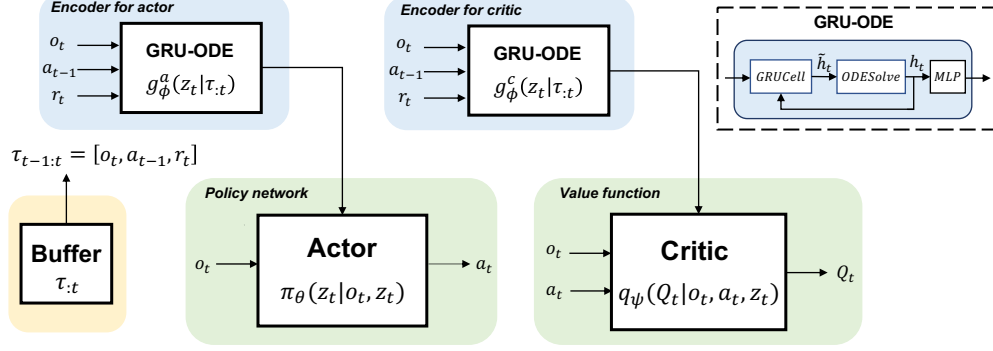 Encoder for actor
o_t
a_{t-1}
r_t
GRU-ODE
g^a_ϕ(z_t|τ_{:t})
Encoder for critic
o_t
a_{t-1}
r_t
GRU-ODE
g^c_ϕ(z_t|τ_{:t})
GRU-ODE
GRUCell
h̃_t
ODESolve
h_t
MLP
τ_{t-1:t} = [o_t, a_{t-1}, r_t]
Buffer
τ_{:t}
Policy network
o_t
Actor
π_θ(z_t|o_t, z_t)
a_t
Value function
o_t
a_t
Critic
q_ψ(Q_t|o_t, a_t, z_t)
Q_t